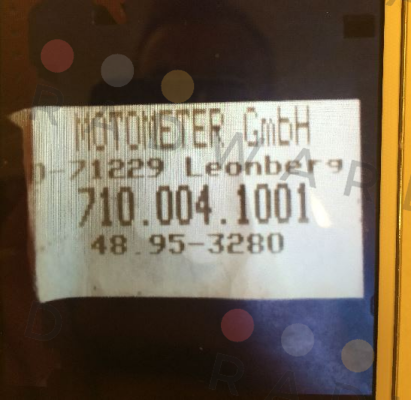 MOTOMETER GmbH
D-71229 Leonberg
710.004.1001
48.95-3280